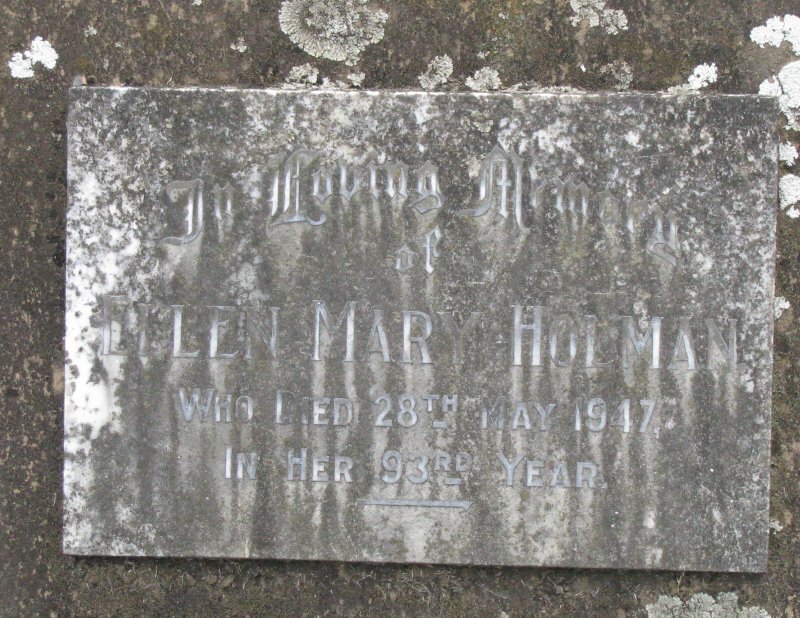 In Loving Memory
of
ELLEN MARY HOLMAN
WHO DIED 28TH MAY 1947,
IN HER 93RD YEAR.